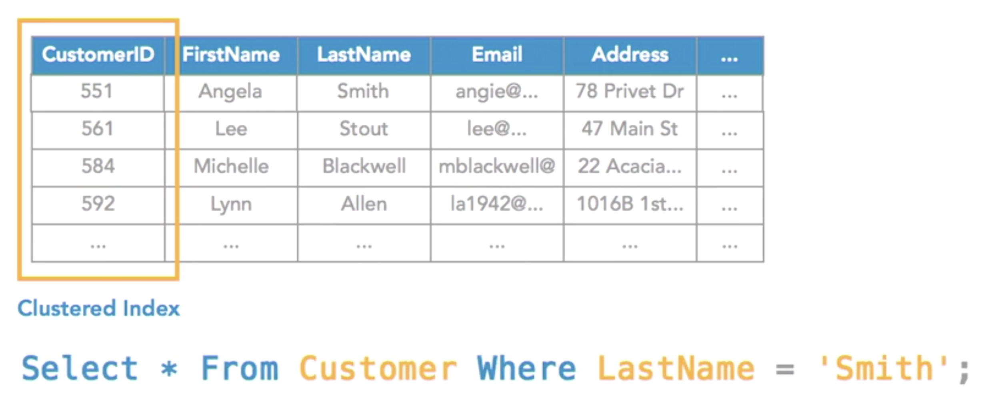 CustomerID FirstName LastName Email Address ...
551 Angela Smith angie@... 78 Privet Dr ...
561 Lee Stout lee@... 47 Main St ...
584 Michelle Blackwell mblackwell@ 22 Acacia... ...
592 Lynn Allen la1942@... 1016B 1st... ...
... ... ... ... ... ...
Clustered Index
Select * From Customer Where LastName = 'Smith';